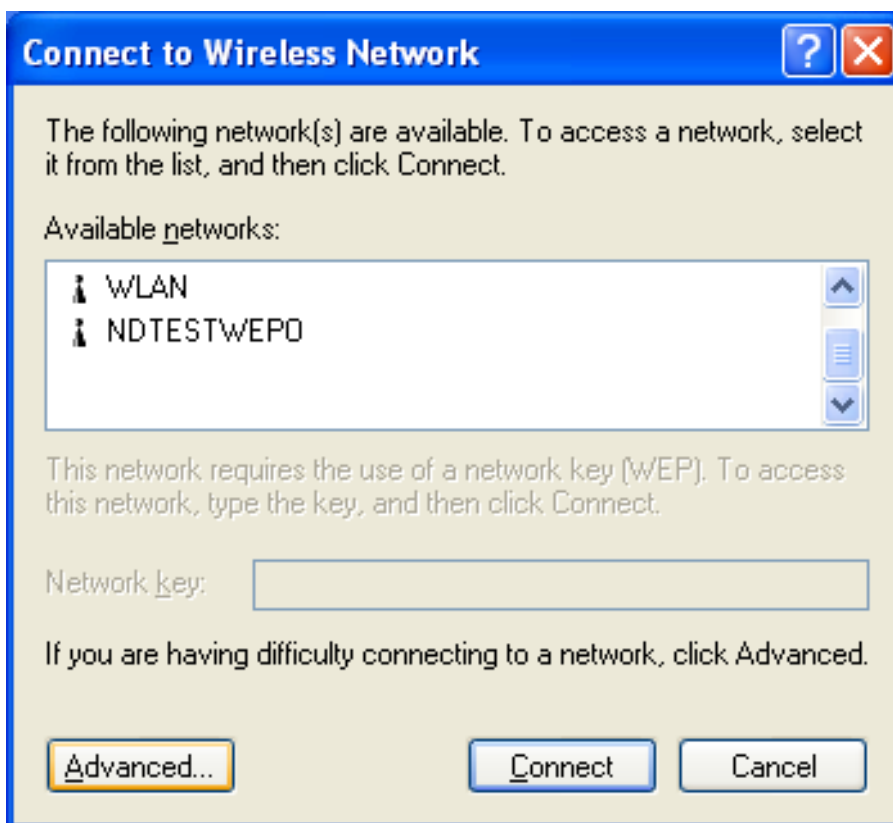 Connect to Wireless Network
The following network(s) are available. To access a network, select
it from the list, and then click Connect.
Available networks:
WLAN
NDTESTWEP0
This network requires the use of a network key (WEP). To access
this network, type the key, and then click Connect.
Network key:
If you are having difficulty connecting to a network, click Advanced.
Advanced... Connect Cancel